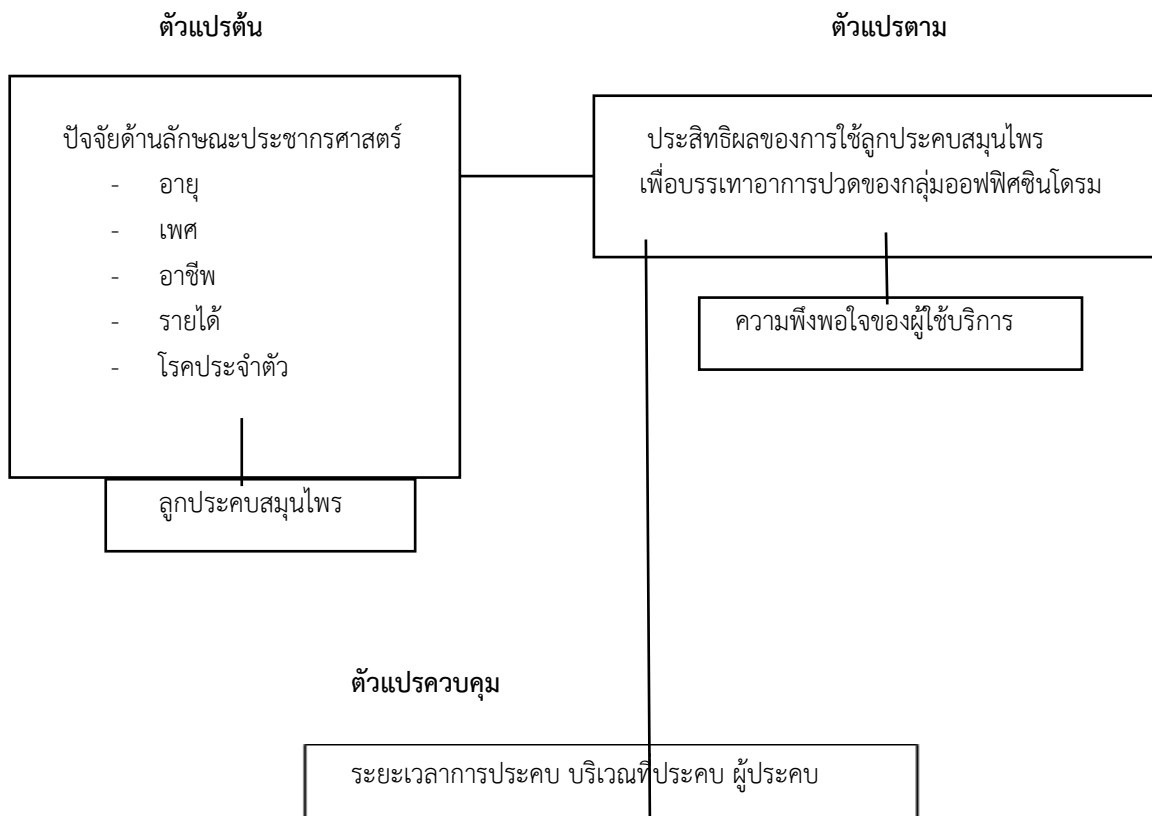 ตัวแปรต้น
ตัวแปรตาม
ปัจจัยด้านลักษณะประชากรศาสตร์
- อายุ
- เพศ
- อาชีพ
- รายได้
- โรคประจำตัว
ลูกประคบสมุนไพร
ประสิทธิผลของการใช้ลูกประคบสมุนไพร
เพื่อบรรเทาอาการปวดของกลุ่มออฟฟิศซินโดรม
ความพึงพอใจของผู้ใช้บริการ
ตัวแปรควบคุม
ระยะเวลาการประคบ บริเวณที่ประคบ ผู้ประคบ